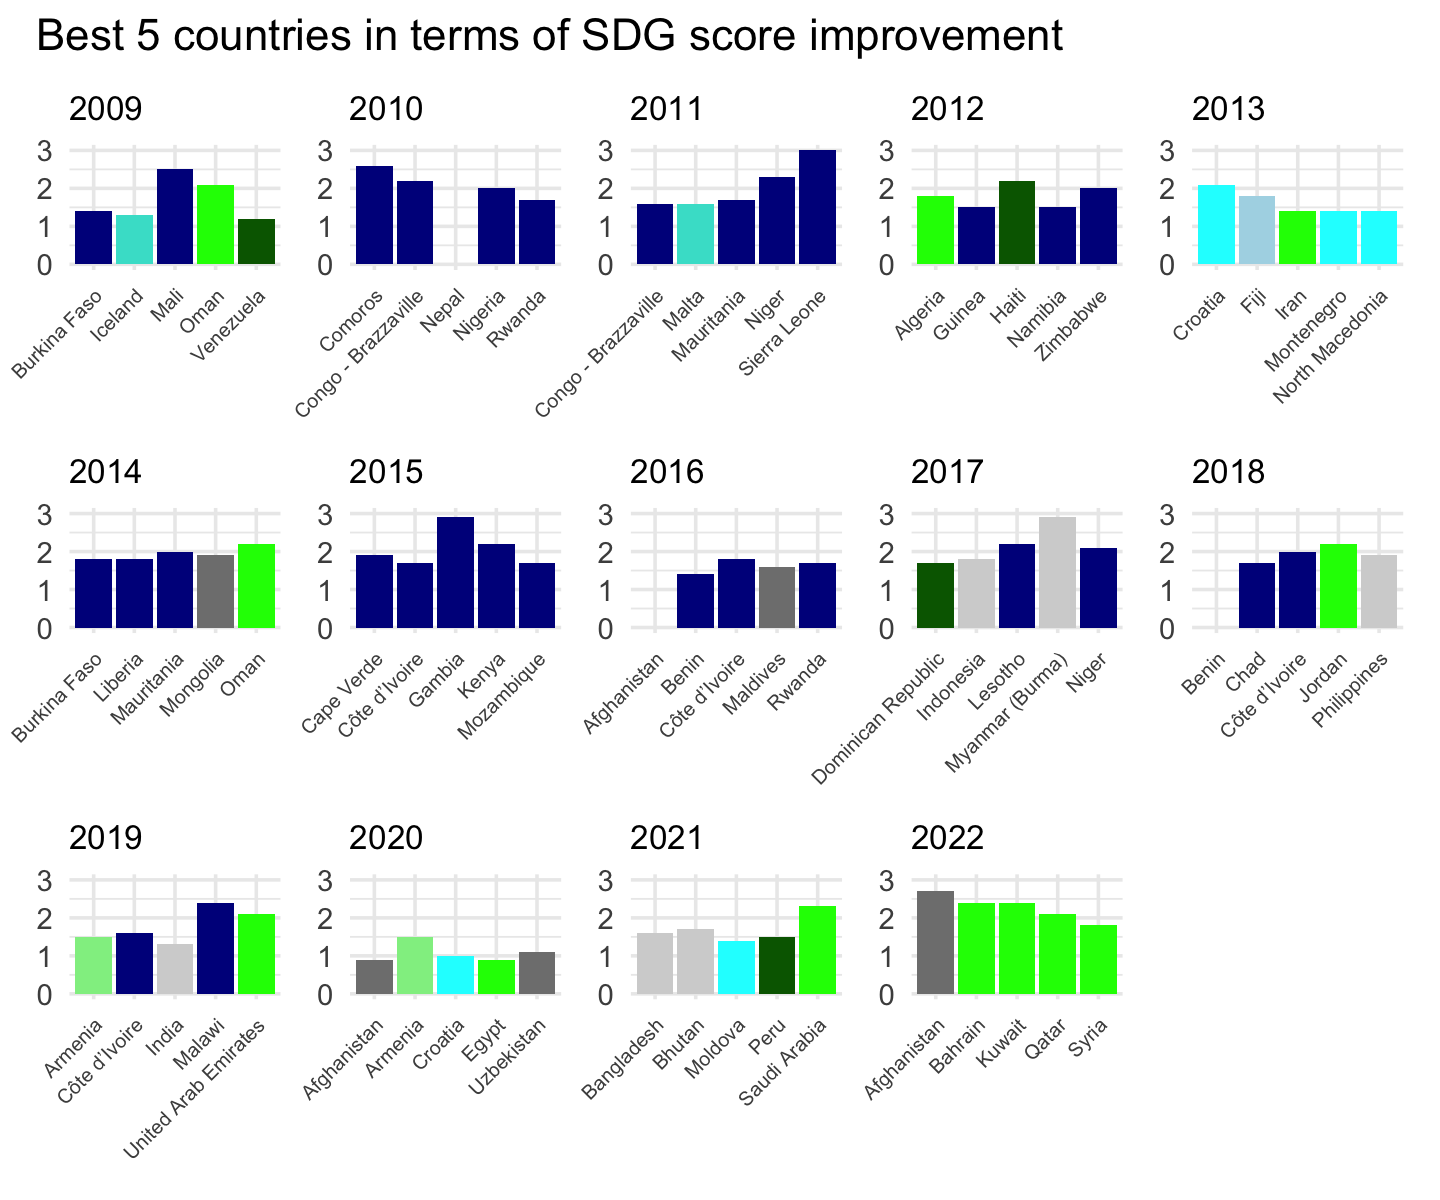 Best 5 countries in terms of SDG score improvement
2009
3
2
1
0
Burkina Faso
Iceland
Mali
Oman
Venezuela
2010
3
2
1
0
Comoros
Congo - Brazzaville
Nepal
Nigeria
Rwanda
2011
3
2
1
0
Congo - Brazzaville
Malta
Mauritania
Niger
Sierra Leone
2012
3
2
1
0
Algeria
Guinea
Haiti
Namibia
Zimbabwe
2013
3
2
1
0
Croatia
Fiji
Iran
Montenegro
North Macedonia
2014
3
2
1
0
Burkina Faso
Liberia
Mauritania
Mongolia
Oman
2015
3
2
1
0
Cape Verde
Côte d’Ivoire
Gambia
Kenya
Mozambique
2016
3
2
1
0
Afghanistan
Benin
Côte d’Ivoire
Maldives
Rwanda
2017
3
2
1
0
Dominican Republic
Indonesia
Lesotho
Myanmar (Burma)
Niger
2018
3
2
1
0
Benin
Chad
Côte d’Ivoire
Jordan
Philippines
2019
3
2
1
0
Armenia
Côte d’Ivoire
India
Malawi
United Arab Emirates
2020
3
2
1
0
Afghanistan
Armenia
Croatia
Egypt
Uzbekistan
2021
3
2
1
0
Bangladesh
Bhutan
Moldova
Peru
Saudi Arabia
2022
3
2
1
0
Afghanistan
Bahrain
Kuwait
Qatar
Syria